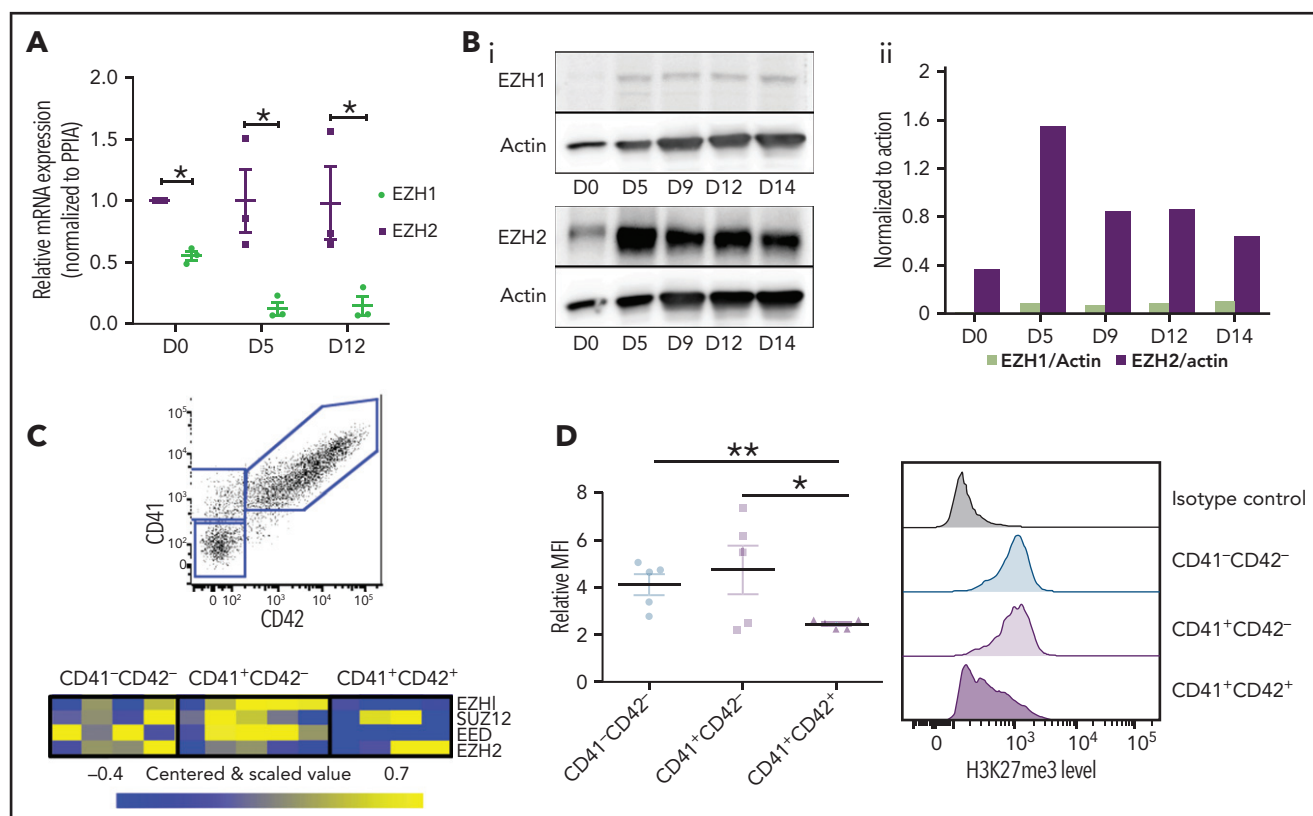 A
Relative mRNA expression
(normalized to PPIA)
2.0
1.5
1.0
0.5
0.0
*
*
*
D0
D5
D12
EZH1
EZH2
B
i
EZH1
Actin
D0 D5 D9 D12 D14
EZH2
Actin
D0 D5 D9 D12 D14
ii
Normalized to action
2
1.6
1.2
0.8
0.4
0
D0 D5 D9 D12 D14
EZH1/Actin EZH2/actin
C
CD41
10⁵
10⁴
10³
10²
0
0 10² 10³ 10⁴ 10⁵
CD42
CD41⁻CD42⁻ CD41⁺CD42⁻ CD41⁺CD42⁺
EZHI
SUZ12
EED
EZH2
–0.4 Centered & scaled value 0.7
D
Relative MFI
8
6
4
2
0
**
*
CD41⁻CD42⁻
CD41⁺CD42⁻
CD41⁺CD42⁺
Isotype control
CD41⁻CD42⁻
CD41⁺CD42⁻
CD41⁺CD42⁺
0 10³ 10⁴ 10⁵
H3K27me3 level